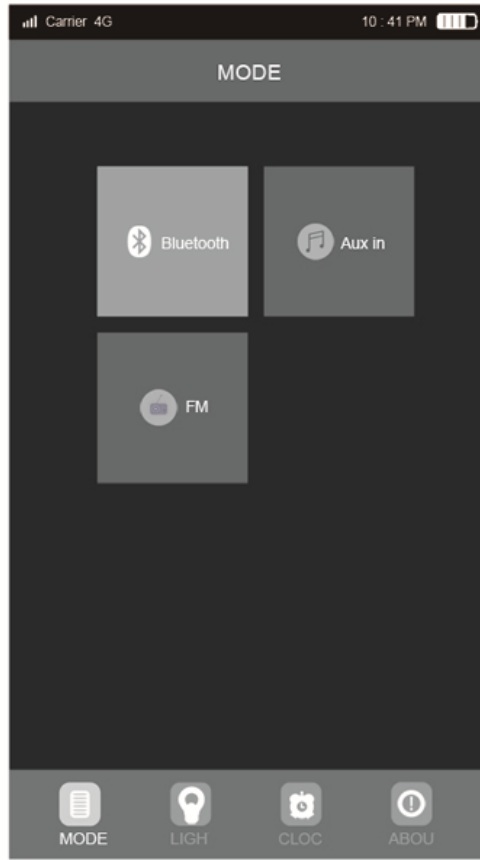 Carrier 4G 10 : 41 PM
MODE
Bluetooth Aux in
FM
MODE LIGH CLOC ABOU